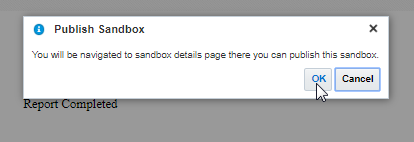 Publish Sandbox
You will be navigated to sandbox details page there you can publish this sandbox.
OK Cancel
Report Completed